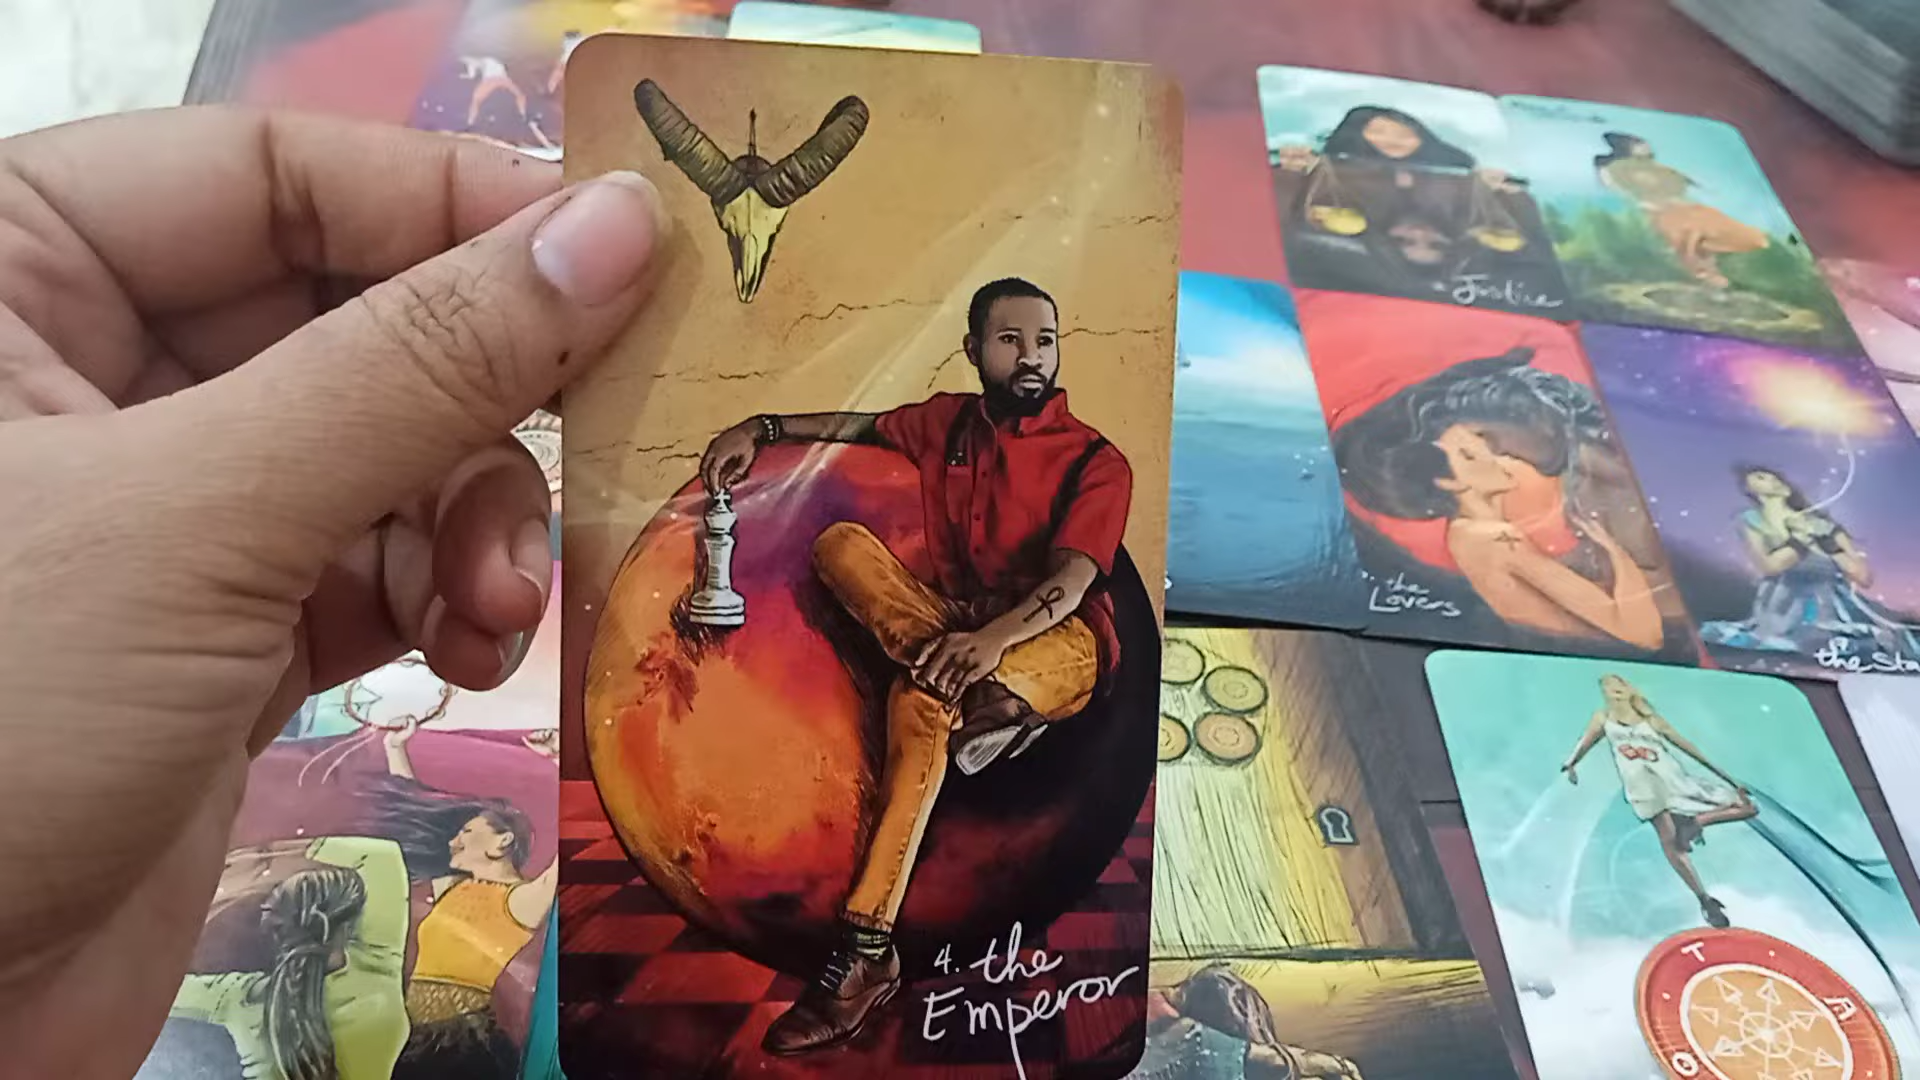 4. the
Emperor
Justice
the
Lovers
the Sta
T
A
O